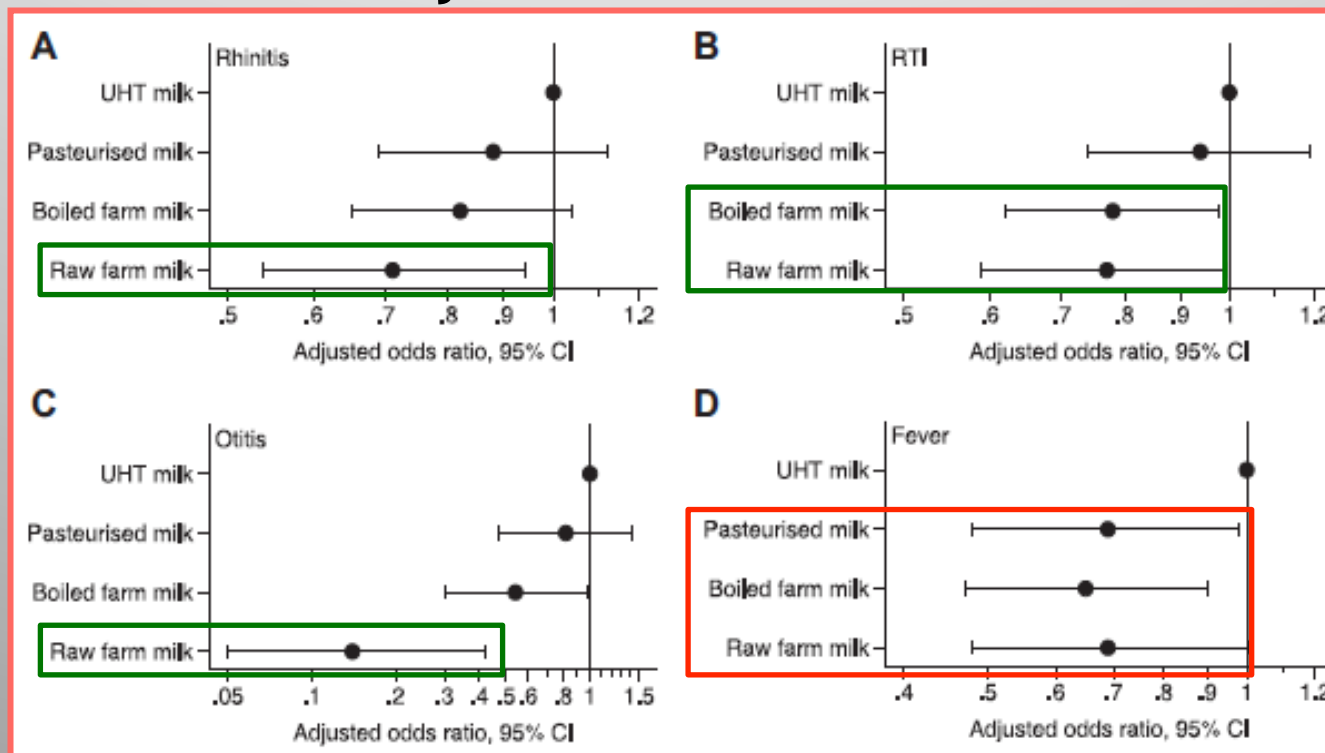 A
Rhinitis
UHT milk
Pasteurised milk
Boiled farm milk
Raw farm milk
.5 .6 .7 .8 .9 1 1.2
Adjusted odds ratio, 95% CI
B
RTI
UHT milk
Pasteurised milk
Boiled farm milk
Raw farm milk
.5 .6 .7 .8 .9 1 1.2
Adjusted odds ratio, 95% CI
C
Otitis
UHT milk
Pasteurised milk
Boiled farm milk
Raw farm milk
.05 .1 .2 .3 .4 .5 .6 .8 1 1.5
Adjusted odds ratio, 95% CI
D
Fever
UHT milk
Pasteurised milk
Boiled farm milk
Raw farm milk
.4 .5 .6 .7 .8 .9 1 1.2
Adjusted odds ratio, 95% CI